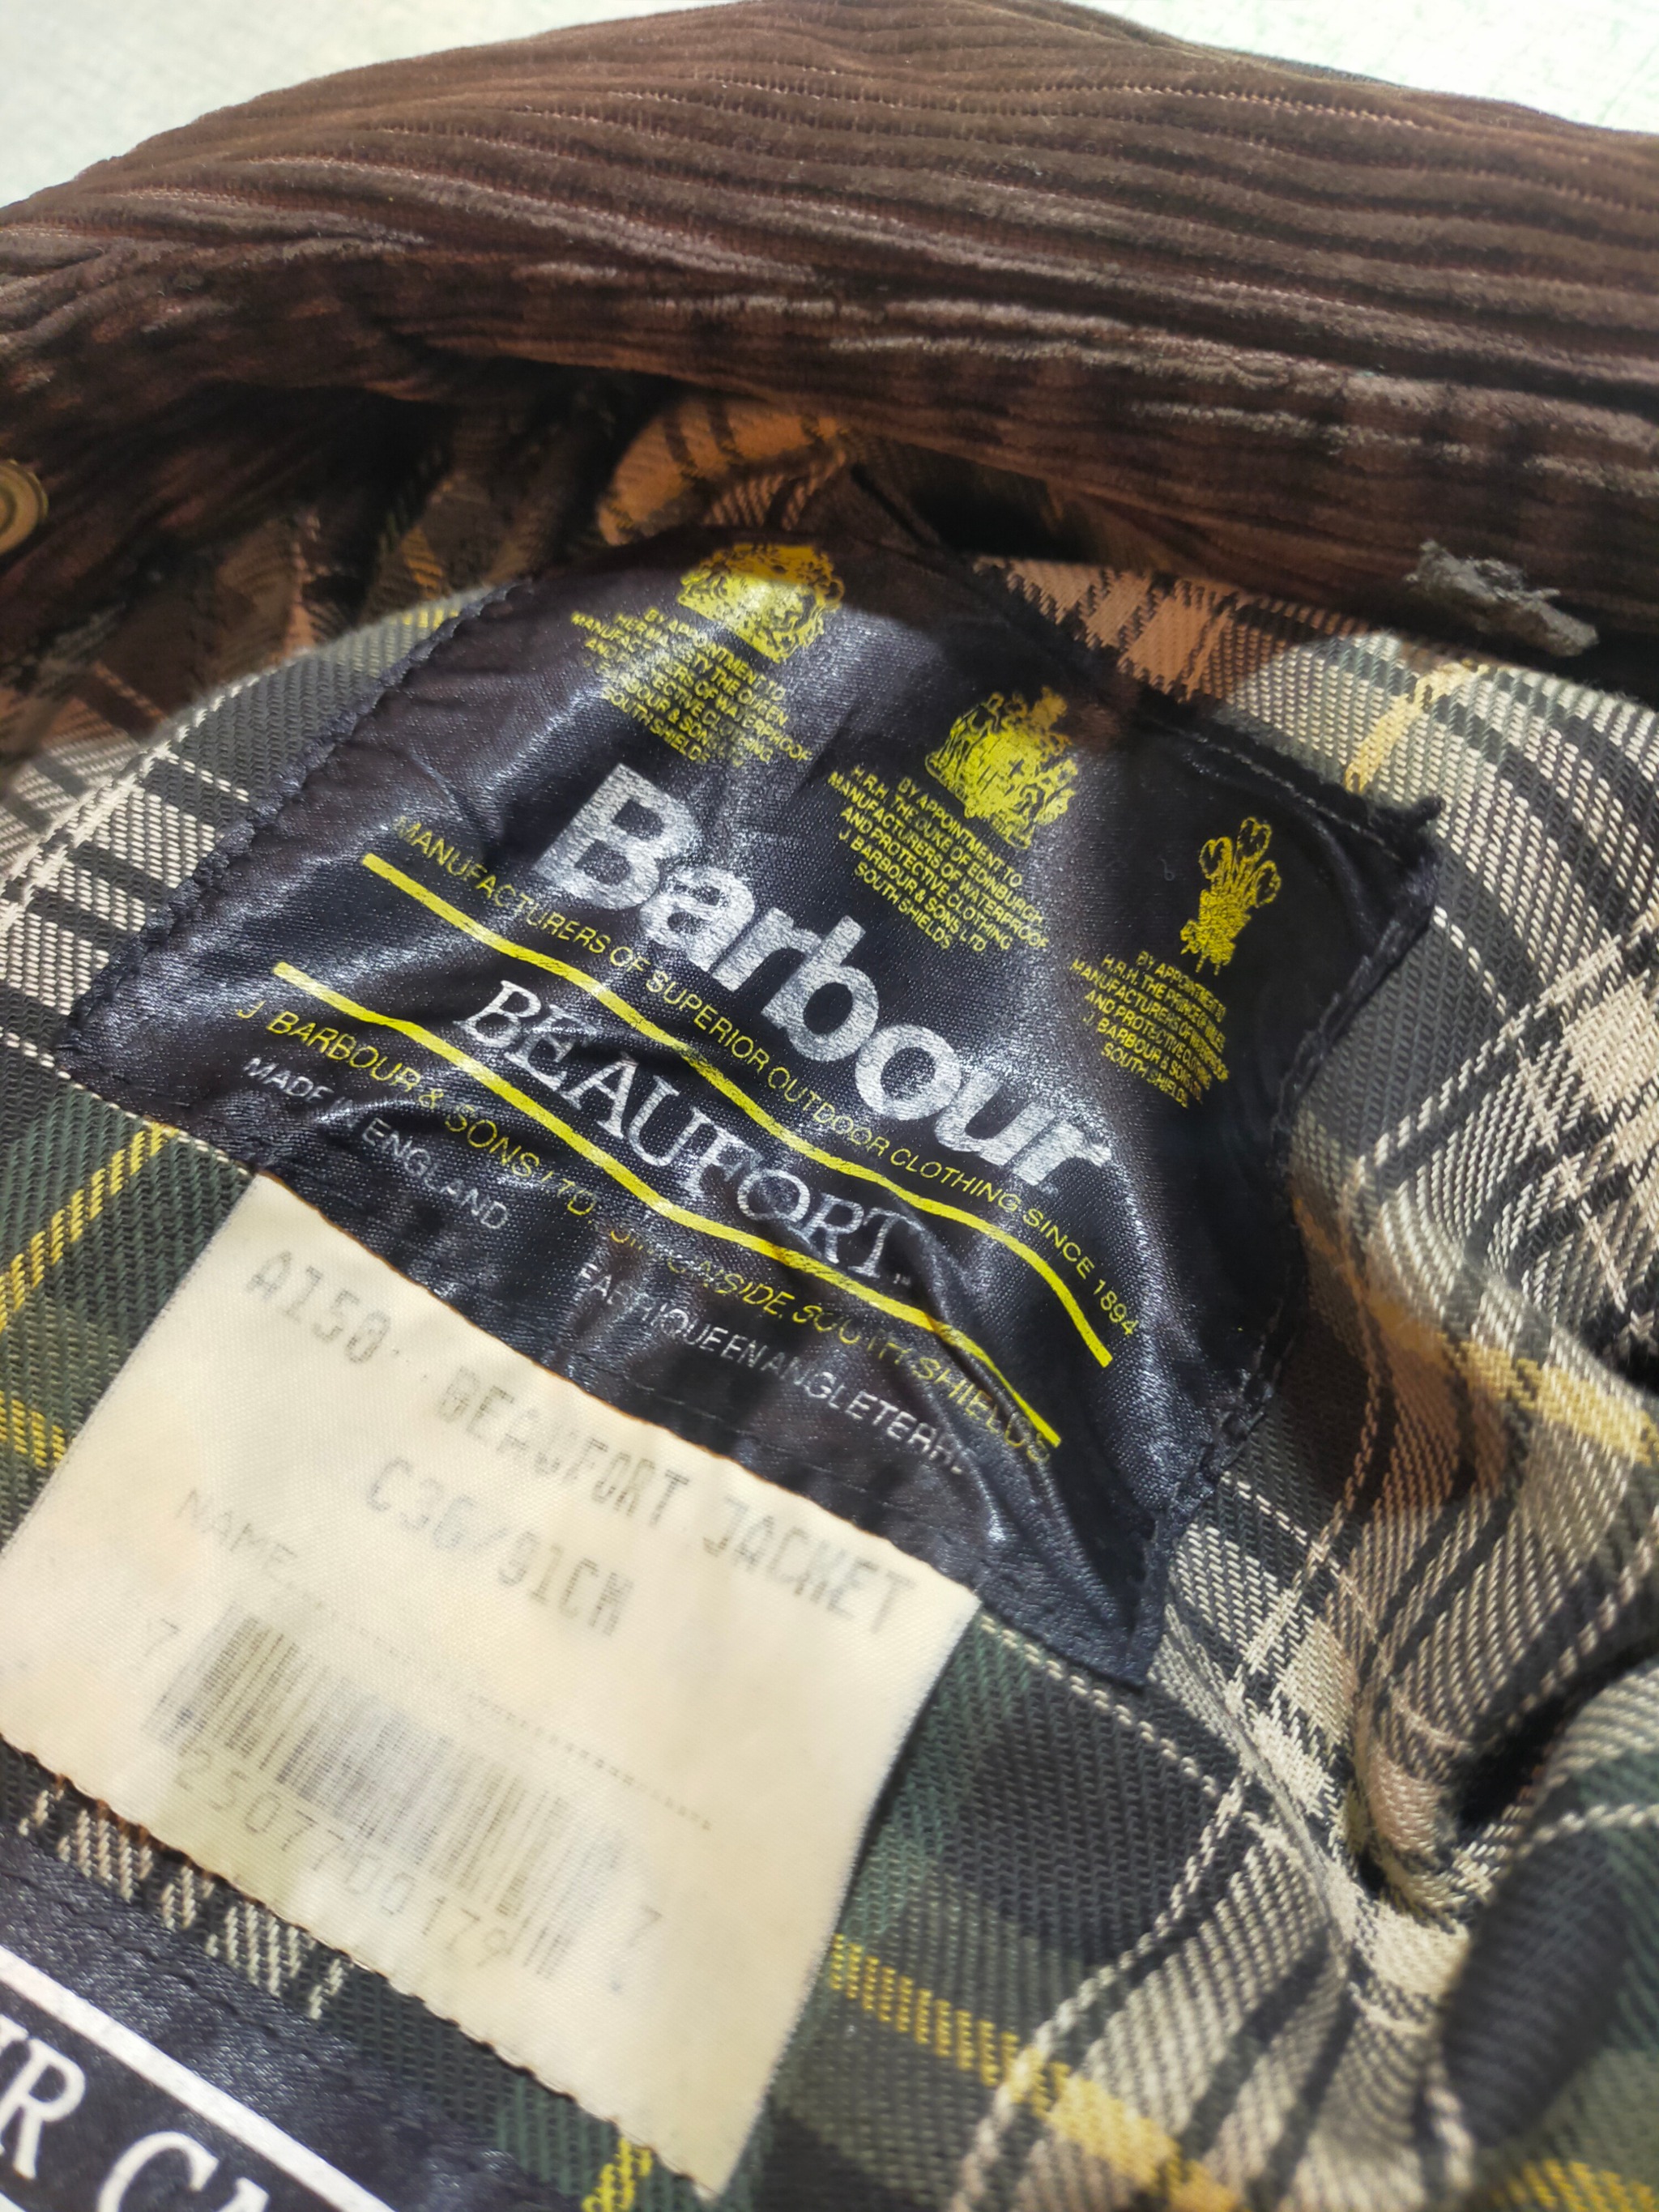 BY APPOINTMENT TO
HER MAJESTY THE QUEEN
MANUFACTURERS OF WATERPROOF
AND PROTECTIVE CLOTHING
J. BARBOUR & SONS LTD
SOUTH SHIELDS
BY APPOINTMENT TO
H.R.H. THE DUKE OF EDINBURGH
MANUFACTURERS OF WATERPROOF
AND PROTECTIVE CLOTHING
J. BARBOUR & SONS LTD
SOUTH SHIELDS
BY APPOINTMENT TO
H.R.H. THE PRINCE OF WALES
MANUFACTURERS OF WATERPROOF
AND PROTECTIVE CLOTHING
J. BARBOUR & SONS LTD
SOUTH SHIELDS
Barbour
MANUFACTURERS OF SUPERIOR OUTDOOR CLOTHING SINCE 1894
BEAUFORT
J BARBOUR & SONS LTD. SIMONSIDE, SOUTH SHIELDS
MADE IN ENGLAND FABRIQUE EN ANGLETERRE
A150 BEAUFORT JACKET
C36/91CM
NAME
7